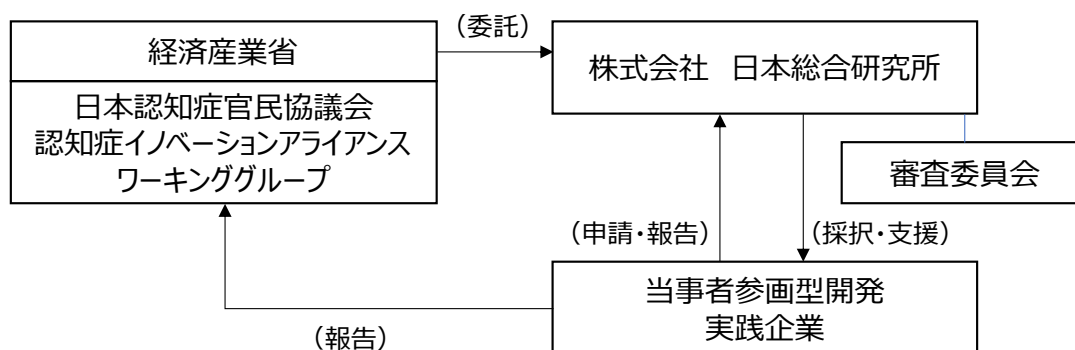 （委託）
経済産業省
株式会社　日本総合研究所
日本認知症官民協議会
認知症イノベーションアライアンス
ワーキンググループ
審査委員会
（申請・報告）
（採択・支援）
当事者参画型開発
実践企業
（報告）